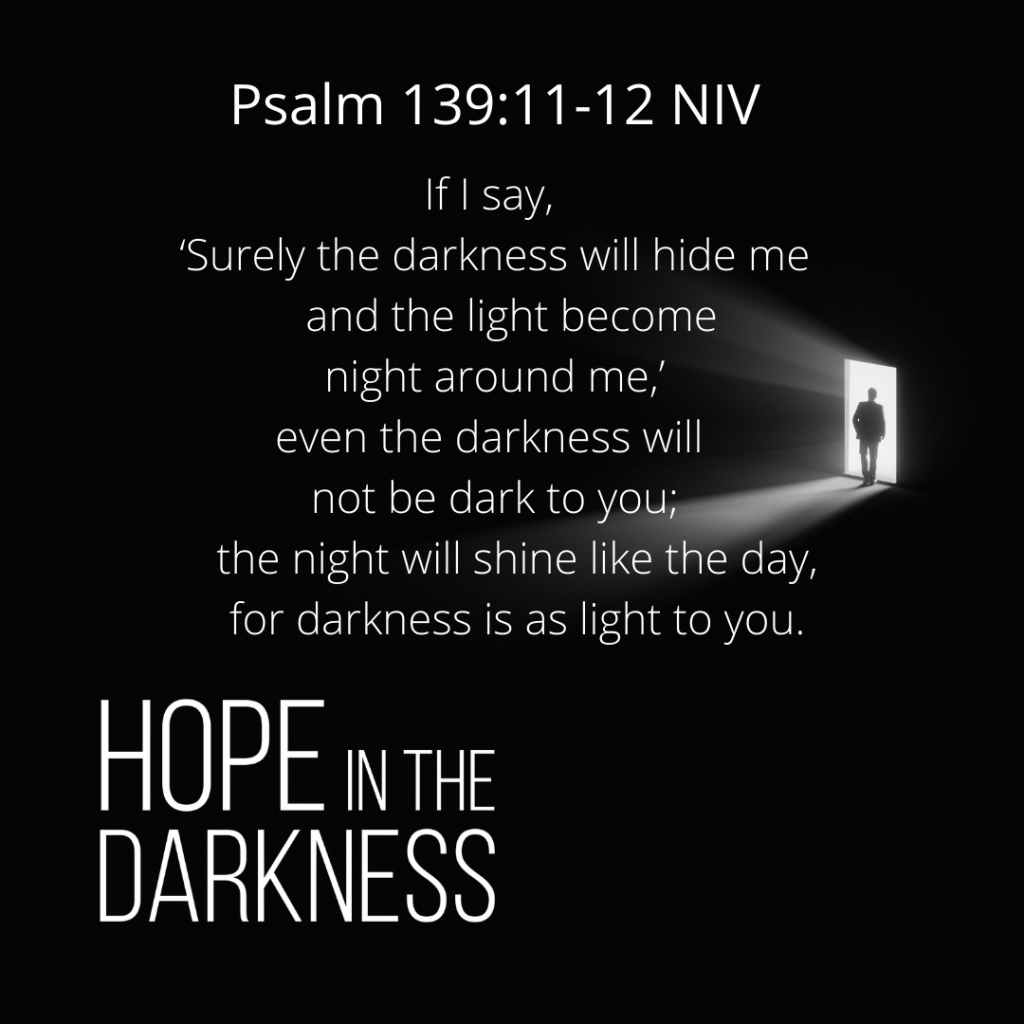 Psalm 139:11-12 NIV
If I say,
‘Surely the darkness will hide me
and the light become
night around me,’
even the darkness will
not be dark to you;
the night will shine like the day,
for darkness is as light to you.
HOPE IN THE
DARKNESS